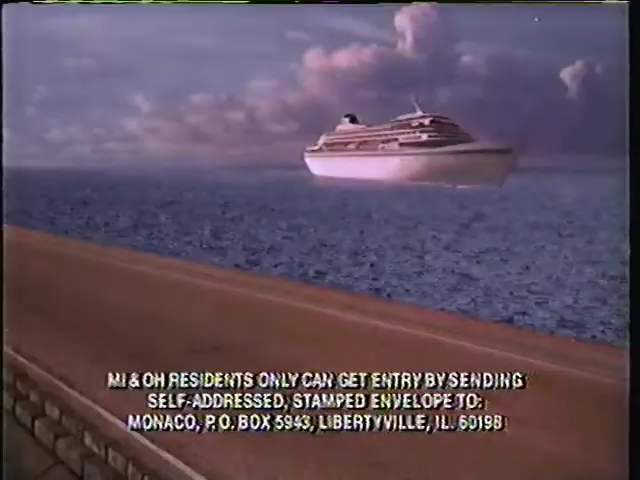 MI & OH RESIDENTS ONLY CAN GET ENTRY BY SENDING
SELF-ADDRESSED, STAMPED ENVELOPE TO:
MONACO, P.O. BOX 5943, LIBERTYVILLE, IL. 60198